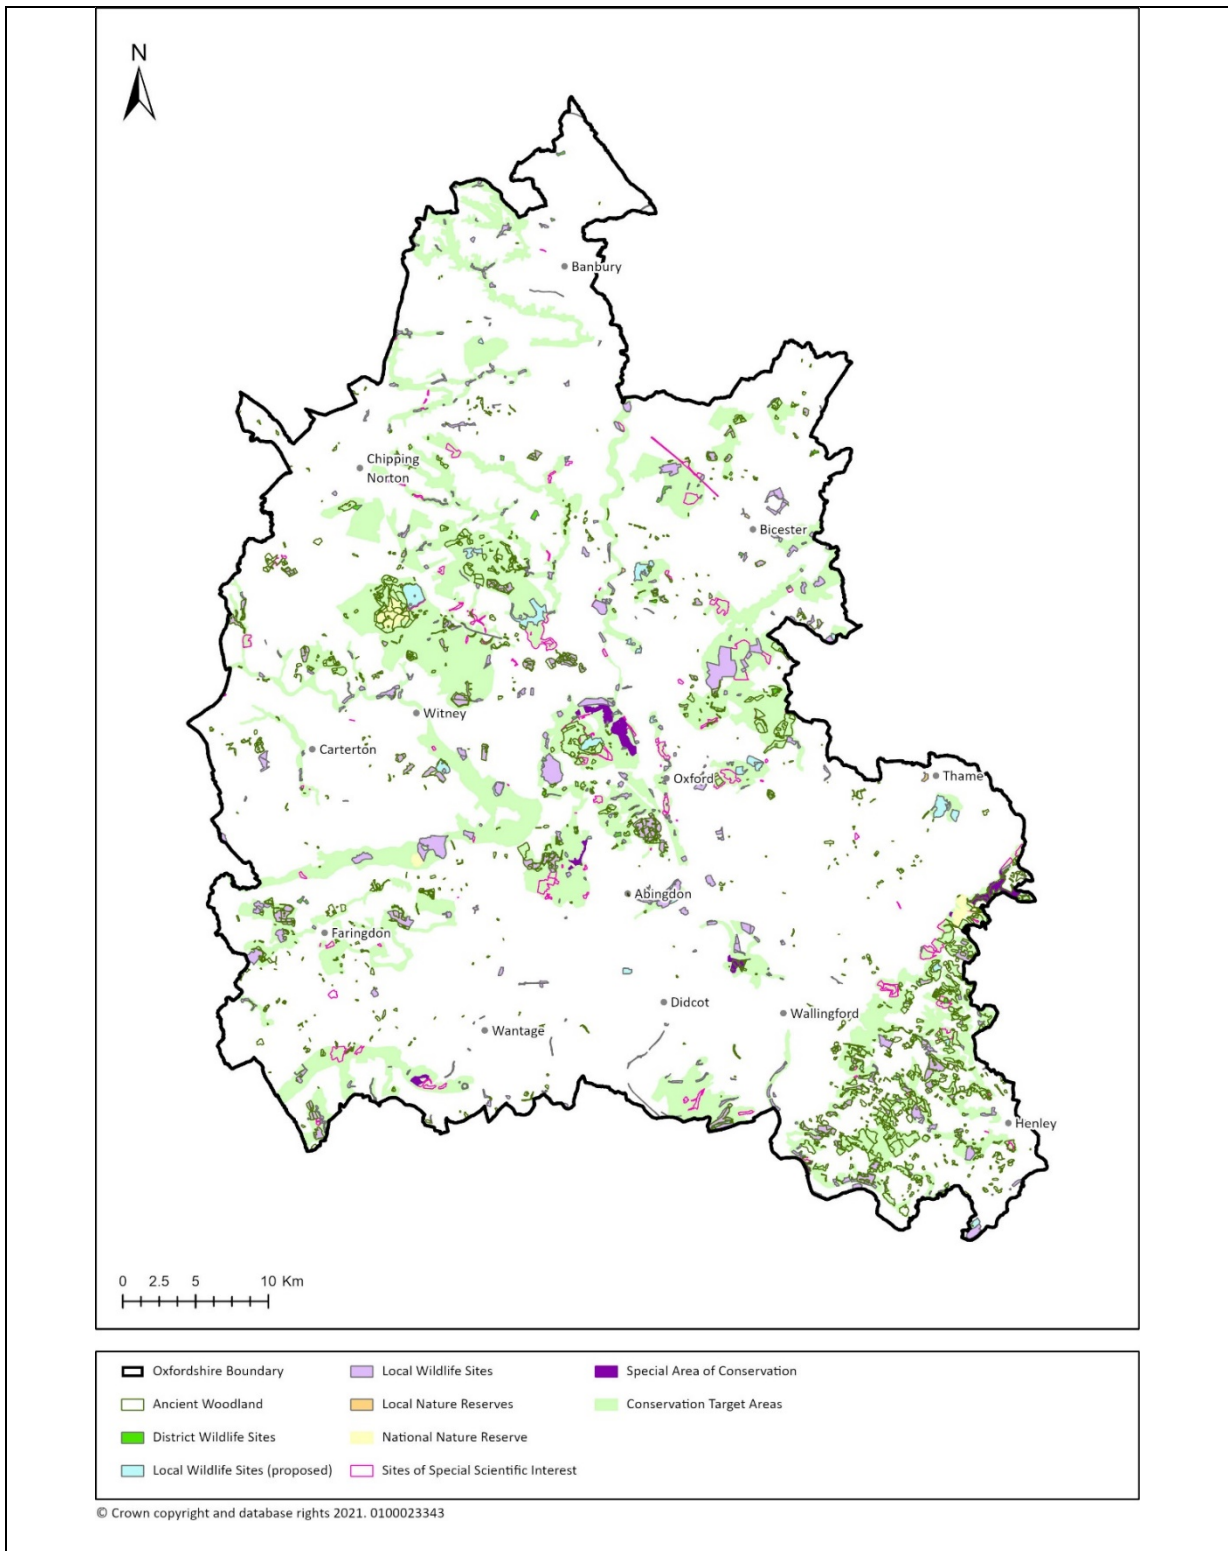 N
Banbury
Chipping
Norton
Bicester
Witney
Carterton
Oxford
Thame
Abingdon
Faringdon
Didcot
Wallingford
Wantage
Henley
0 2.5 5 10 Km
Oxfordshire Boundary
Local Wildlife Sites
Special Area of Conservation
Ancient Woodland
Local Nature Reserves
Conservation Target Areas
District Wildlife Sites
National Nature Reserve
Local Wildlife Sites (proposed)
Sites of Special Scientific Interest
© Crown copyright and database rights 2021. 0100023343